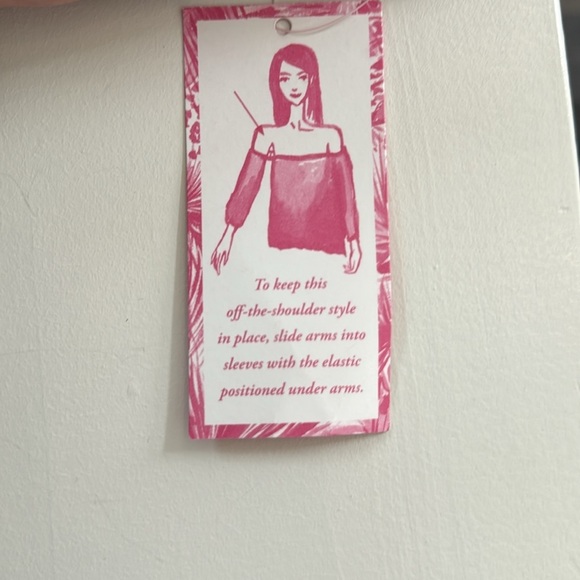 To keep this
off-the-shoulder style
in place, slide arms into
sleeves with the elastic
positioned under arms.